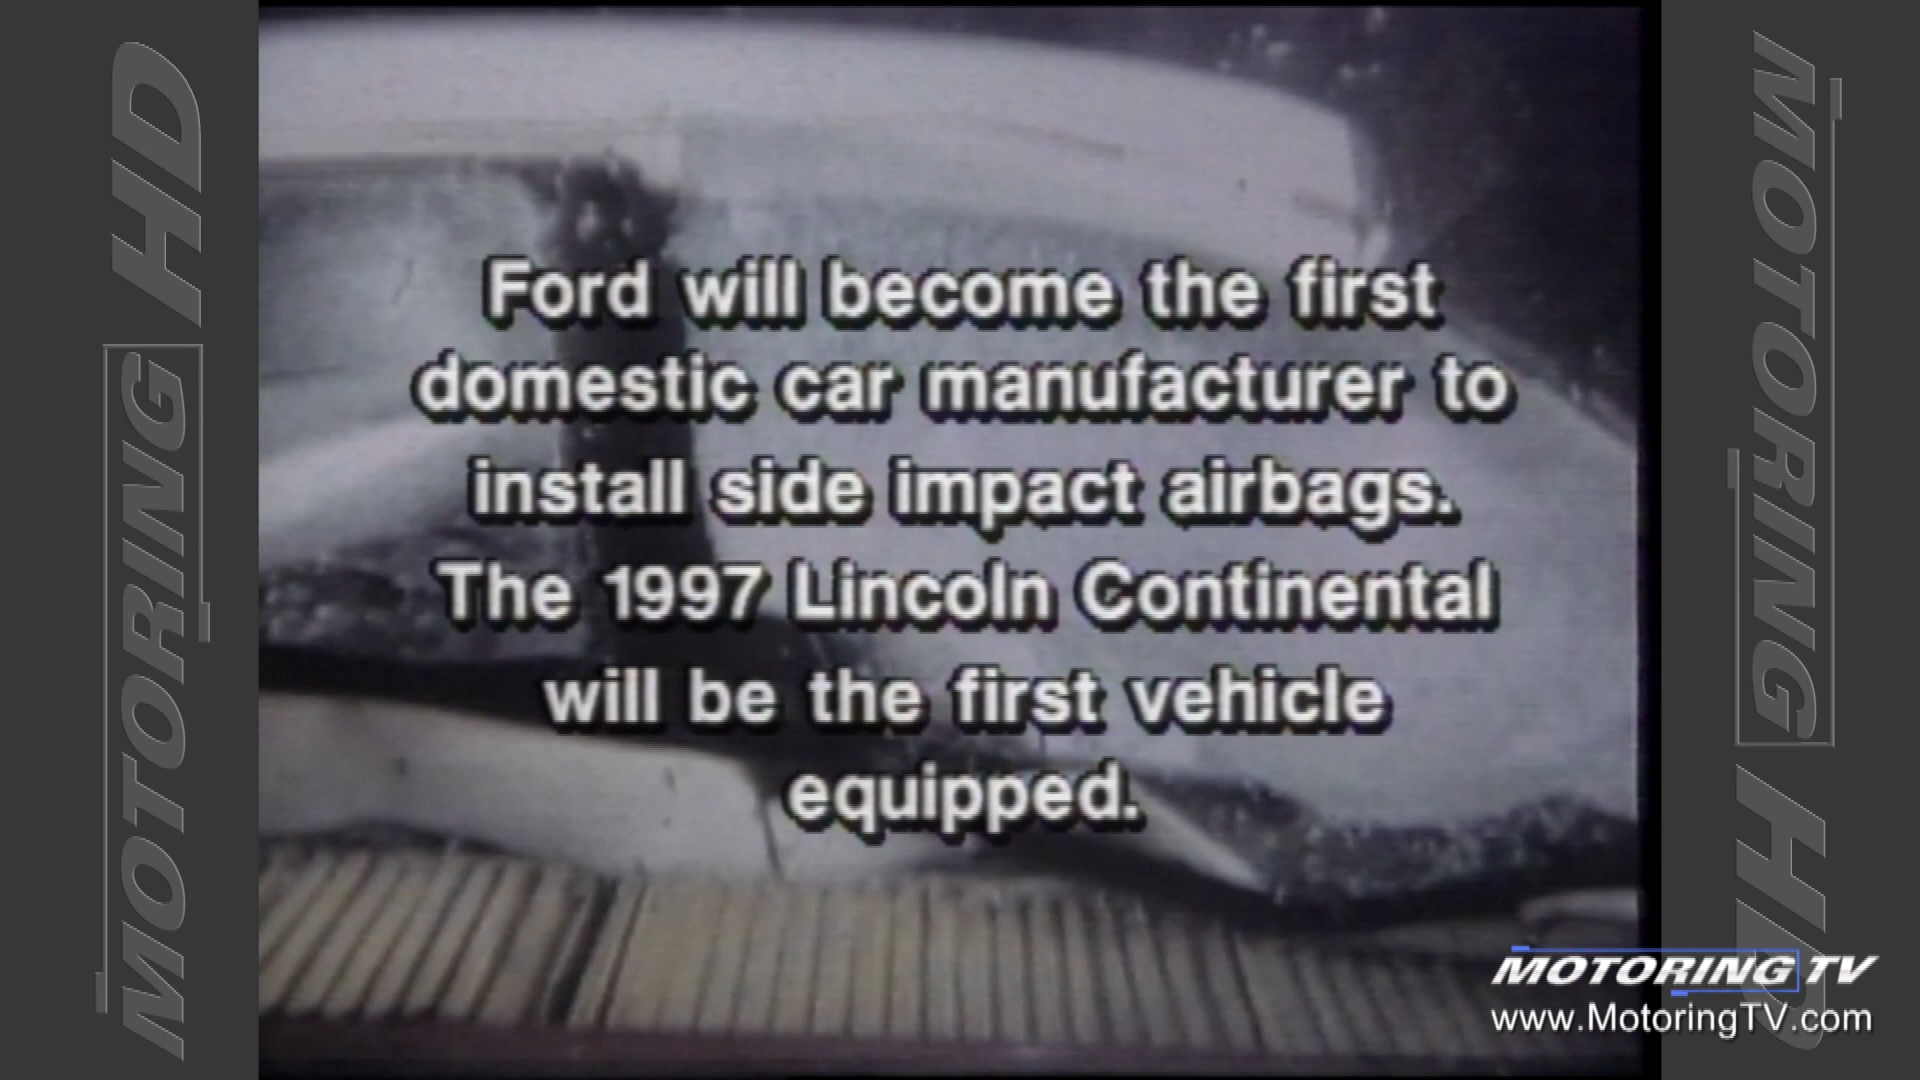 Ford will become the first
domestic car manufacturer to
install side impact airbags.
The 1997 Lincoln Continental
will be the first vehicle
equipped.
MOTORING HD
MOTORING HD
MOTORING TV
www.MotoringTV.com